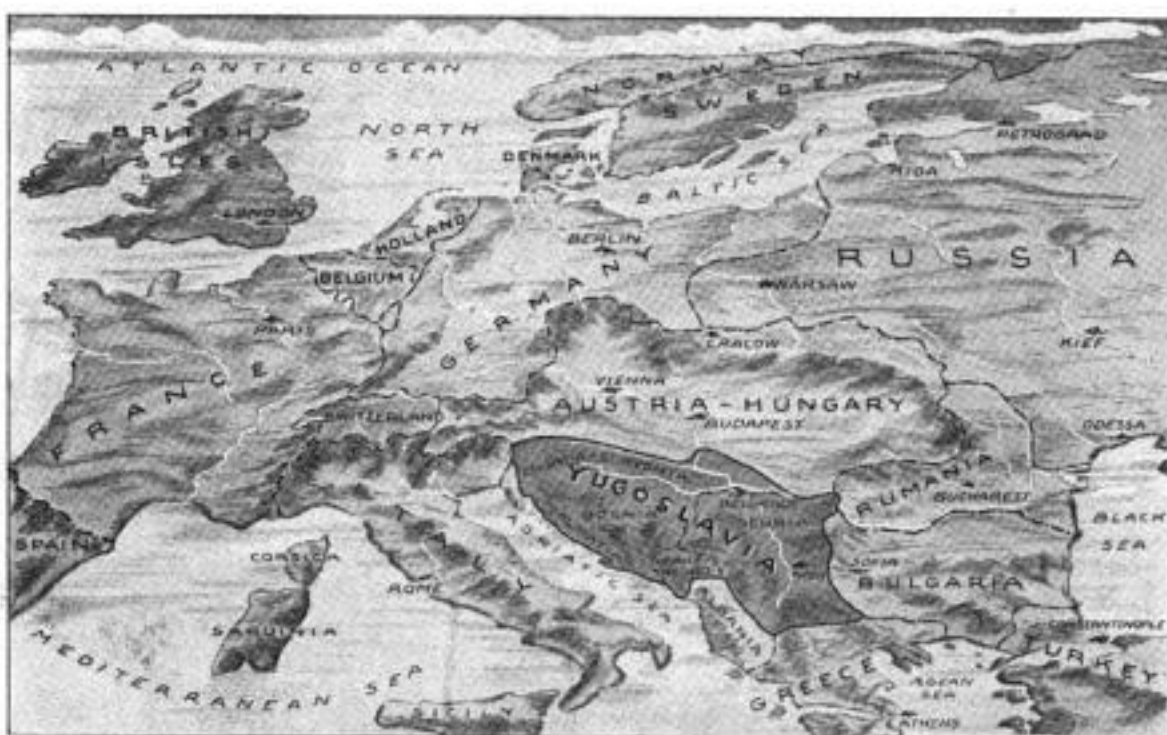 ATLANTIC OCEAN
NORWAY
SWEDEN
BRITISH
ISLES
NORTH
SEA
DENMARK
PETROGRAD
RIGA
BALTIC SEA
LONDON
HOLLAND
BERLIN
RUSSIA
BELGIUM
GERMANY
WARSAW
PARIS
CRACOW
KIEF
FRANCE
VIENNA
AUSTRIA-HUNGARY
SWITZERLAND
BUDAPEST
ODESSA
YUGOSLAVIA
RUMANIA
BUCHAREST
SERBIA
BLACK
SEA
SPAIN
ITALY
ADRIATIC SEA
CORSICA
SOFIA
BULGARIA
ROME
ALBANIA
SARDINIA
CONSTANTINOPLE
MEDITERRANEAN SEA
TURKEY
GREECE
AGEAN
SEA
SICILY
ATHENS